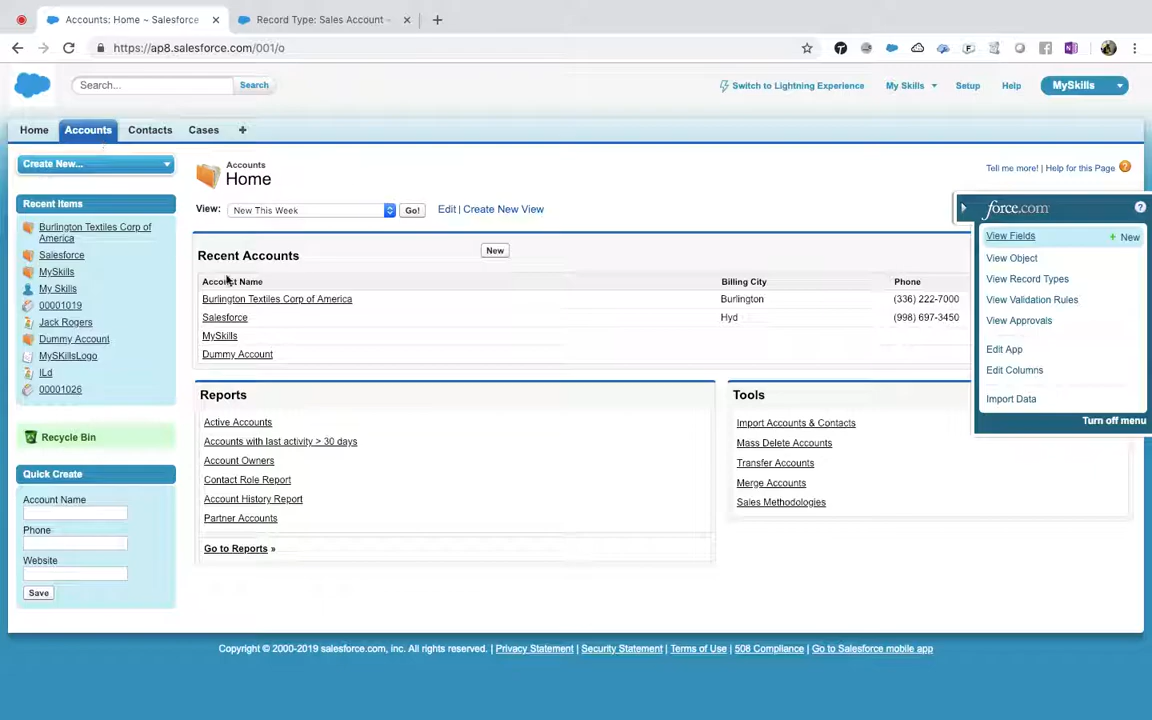 Accounts: Home ~ Salesforce
Record Type: Sales Account ~
https://ap8.salesforce.com/001/o
Search...
Search
Switch to Lightning Experience
My Skills
Setup
Help
MySkills
Home
Accounts
Contacts
Cases
+
Create New...
Recent Items
Burlington Textiles Corp of
America
Salesforce
MySkills
My Skills
00001019
Jack Rogers
Dummy Account
MySKillsLogo
ILd
00001026
Recycle Bin
Quick Create
Account Name
Phone
Website
Save
Accounts
Home
Tell me more! | Help for this Page
View:
New This Week
Go!
Edit | Create New View
Recent Accounts
New
Account Name
Billing City
Phone
Burlington Textiles Corp of America
Burlington
(336) 222-7000
Salesforce
Hyd
(998) 697-3450
MySkills
Dummy Account
Reports
Active Accounts
Accounts with last activity > 30 days
Account Owners
Contact Role Report
Account History Report
Partner Accounts
Go to Reports »
Tools
Import Accounts & Contacts
Mass Delete Accounts
Transfer Accounts
Merge Accounts
Sales Methodologies
force.com
View Fields
+ New
View Object
View Record Types
View Validation Rules
View Approvals
Edit App
Edit Columns
Import Data
Turn off menu
Copyright © 2000-2019 salesforce.com, inc. All rights reserved. | Privacy Statement | Security Statement | Terms of Use | 508 Compliance | Go to Salesforce mobile app